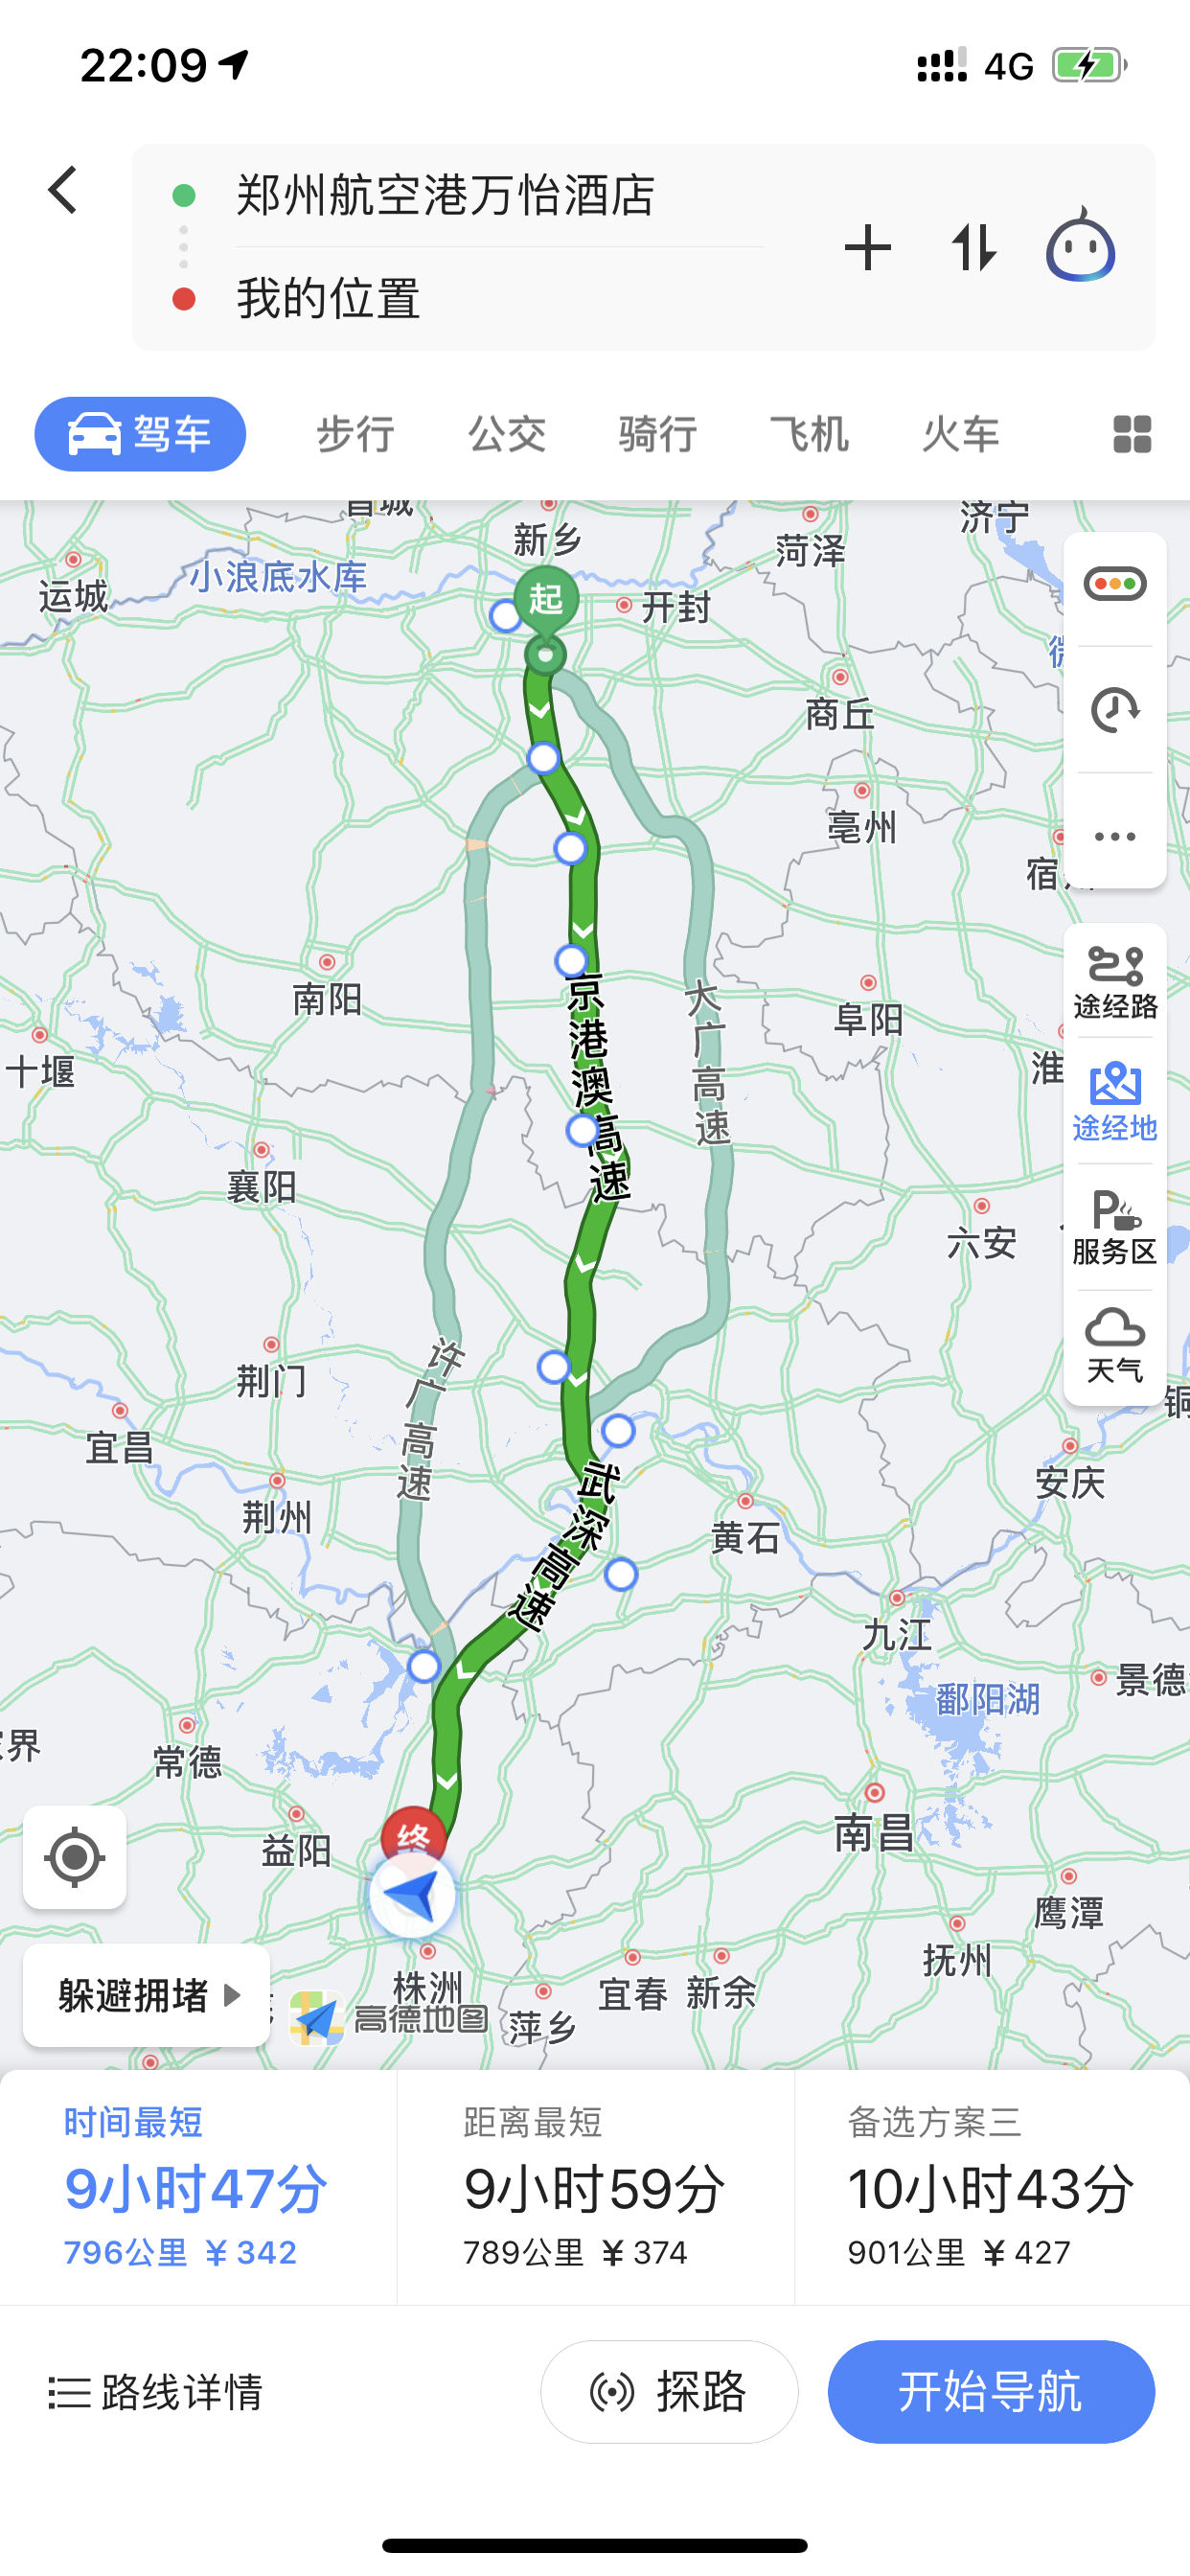 22:09
4G
郑州航空港万怡酒店
我的位置
驾车
步行
公交
骑行
飞机
火车
新乡
菏泽
济宁
小浪底水库
运城
起
开封
商丘
亳州
宿
南阳
京港澳高速
大广高速
阜阳
途经路
十堰
淮
途经地
襄阳
六安
服务区
荆门
许广高速
天气
宜昌
安庆
荆州
武深高速
黄石
九江
景德
鄱阳湖
界
常德
南昌
终
益阳
鹰潭
抚州
株洲
宜春
新余
躲避拥堵
高德地图
萍乡
时间最短
距离最短
备选方案三
9小时47分
9小时59分
10小时43分
796公里 ¥ 342
789公里 ¥ 374
901公里 ¥ 427
路线详情
探路
开始导航